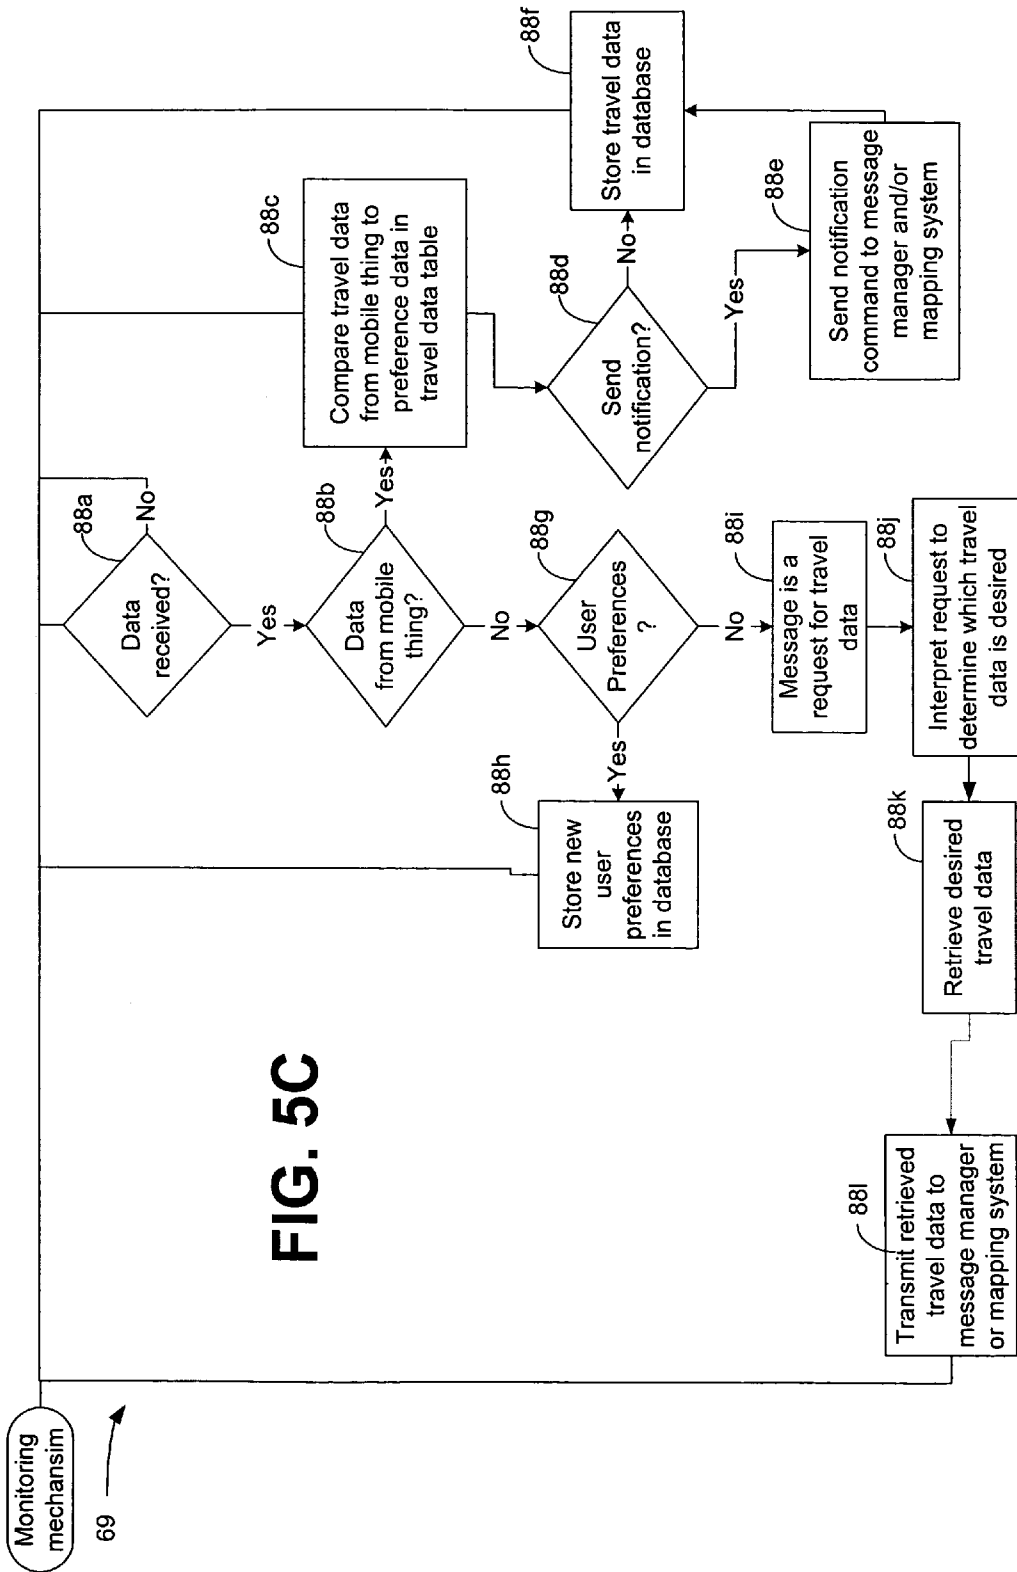 Monitoring
mechansim
69
Data
received?
88a
No
Yes
Data
from mobile
thing?
88b
Yes
No
Compare travel data
from mobile thing to
preference data in
travel data table
88c
Send
notification?
88d
No
Yes
Send notification
command to message
manager and/or
mapping system
88e
Store travel data
in database
88f
User
Preferences
?
88g
Yes
No
Store new
user
preferences
in database
88h
Message is a
request for travel
data
88i
Interpret request to
determine which travel
data is desired
88j
Retrieve desired
travel data
88k
Transmit retrieved
travel data to
message manager
or mapping system
88l
FIG. 5C